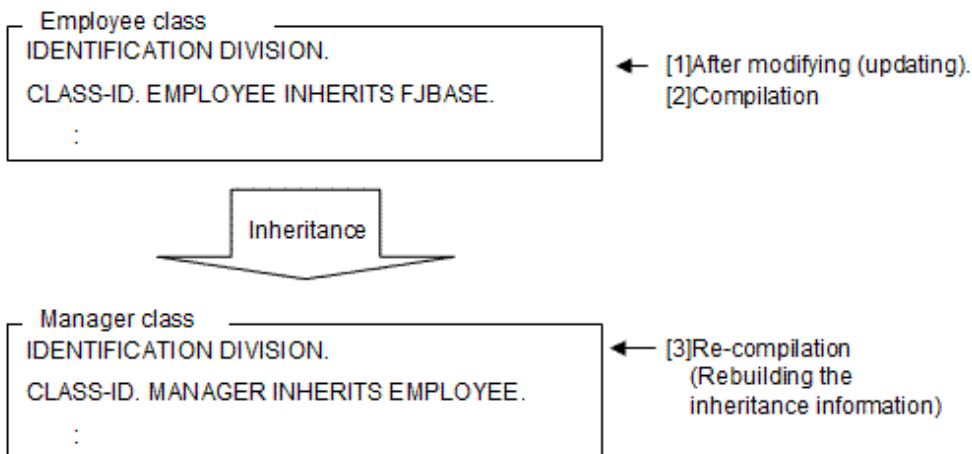 Employee class
IDENTIFICATION DIVISION.
CLASS-ID. EMPLOYEE INHERITS FJBASE.
:
[1]After modifying (updating).
[2]Compilation
Inheritance
Manager class
IDENTIFICATION DIVISION.
CLASS-ID. MANAGER INHERITS EMPLOYEE.
:
[3]Re-compilation
(Rebuilding the
inheritance information)